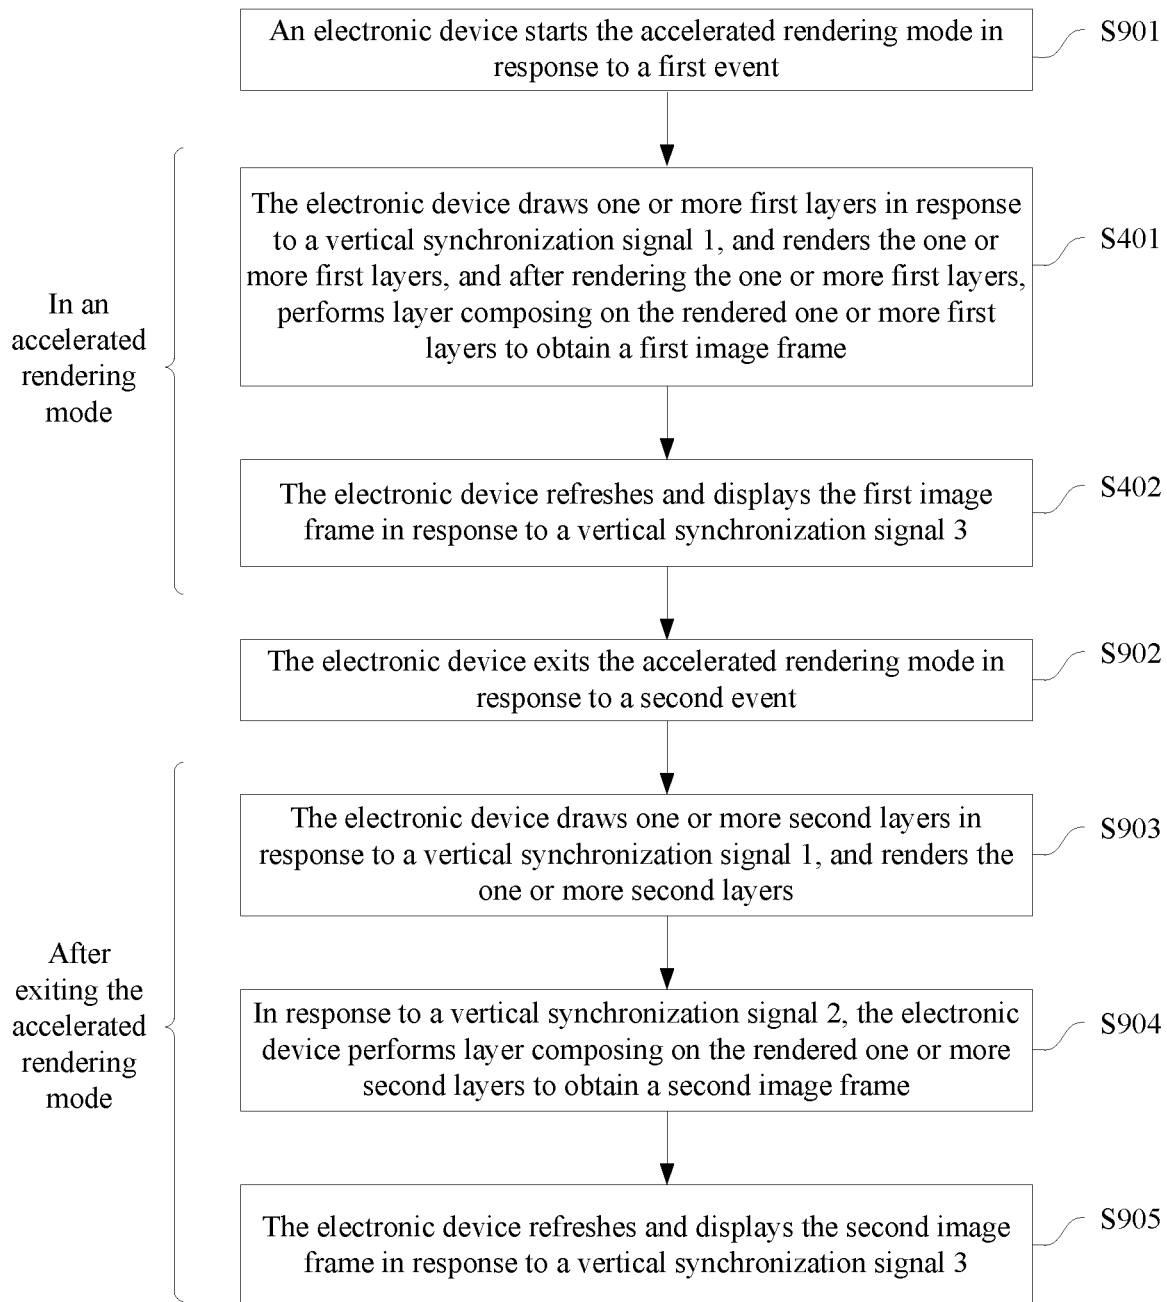 An electronic device starts the accelerated rendering mode in
response to a first event
S901
In an
accelerated
rendering
mode
The electronic device draws one or more first layers in response
to a vertical synchronization signal 1, and renders the one or
more first layers, and after rendering the one or more first layers,
performs layer composing on the rendered one or more first
layers to obtain a first image frame
S401
The electronic device refreshes and displays the first image
frame in response to a vertical synchronization signal 3
S402
The electronic device exits the accelerated rendering mode in
response to a second event
S902
After
exiting the
accelerated
rendering
mode
The electronic device draws one or more second layers in
response to a vertical synchronization signal 1, and renders the
one or more second layers
S903
In response to a vertical synchronization signal 2, the electronic
device performs layer composing on the rendered one or more
second layers to obtain a second image frame
S904
The electronic device refreshes and displays the second image
frame in response to a vertical synchronization signal 3
S905